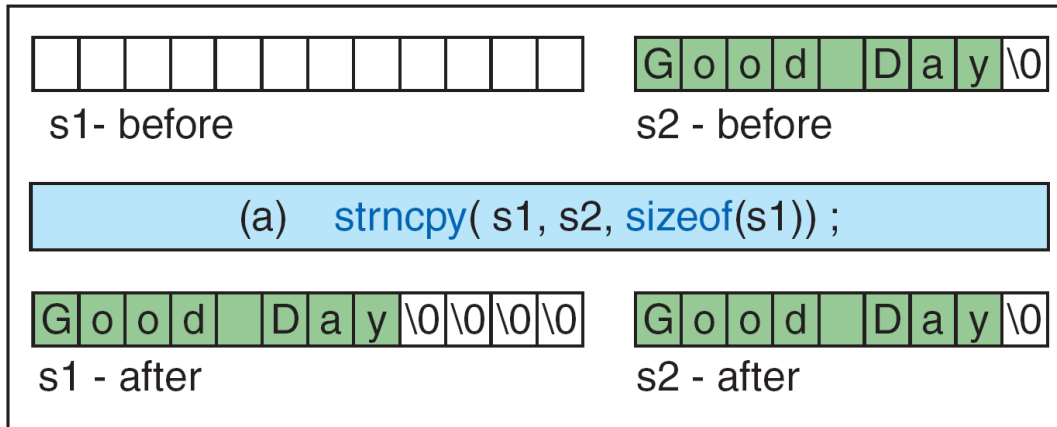 Good Day\0
s1- before s2 - before
(a) strncpy( s1, s2, sizeof(s1)) ;
Good Day\0\0\0\0 Good Day\0
s1 - after s2 - after